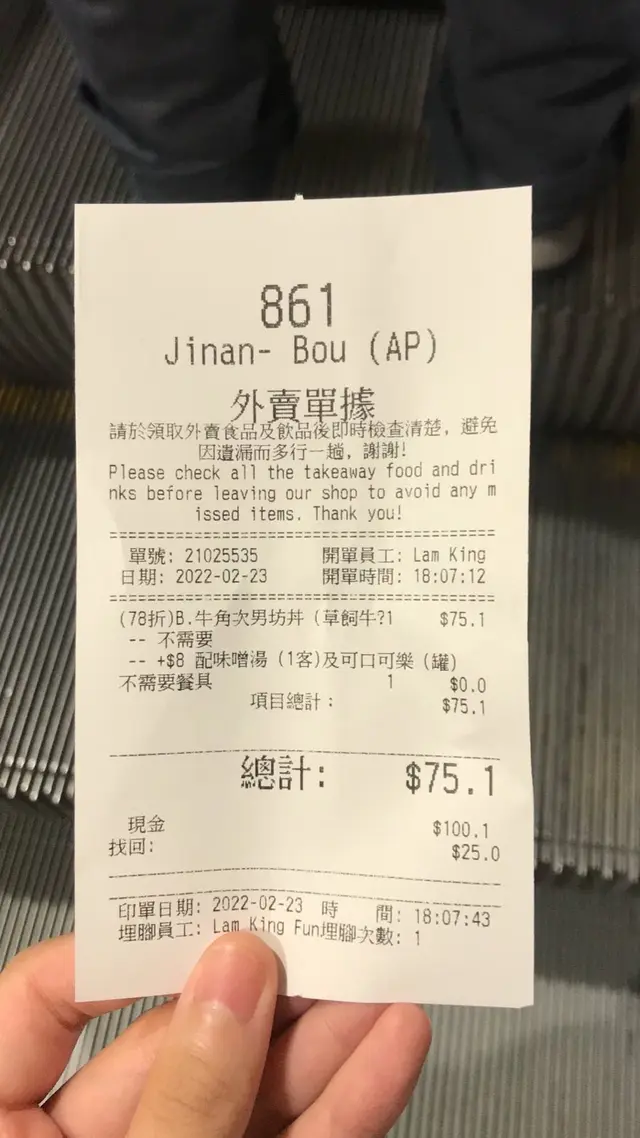 861
Jinan- Bou (AP)
外賣單據
請於領取外賣食品及飲品後即時檢查清楚, 避免
因遺漏而多行一趟, 謝謝!
Please check all the takeaway food and dri
nks before leaving our shop to avoid any m
issed items. Thank you!
單號: 21025535 開單員工: Lam King
日期: 2022-02-23 開單時間: 18:07:12
(78折)B.牛角次男坊丼 (草飼牛?1 $75.1
-- 不需要
-- +$8 配味噌湯 (1客)及可口可樂 (罐)
不需要餐具 1 $0.0
項目總計: $75.1
總計: $75.1
現金 $100.1
找回: $25.0
印單日期: 2022-02-23 時 間: 18:07:43
埋腳員工: Lam King Fun埋腳次數: 1